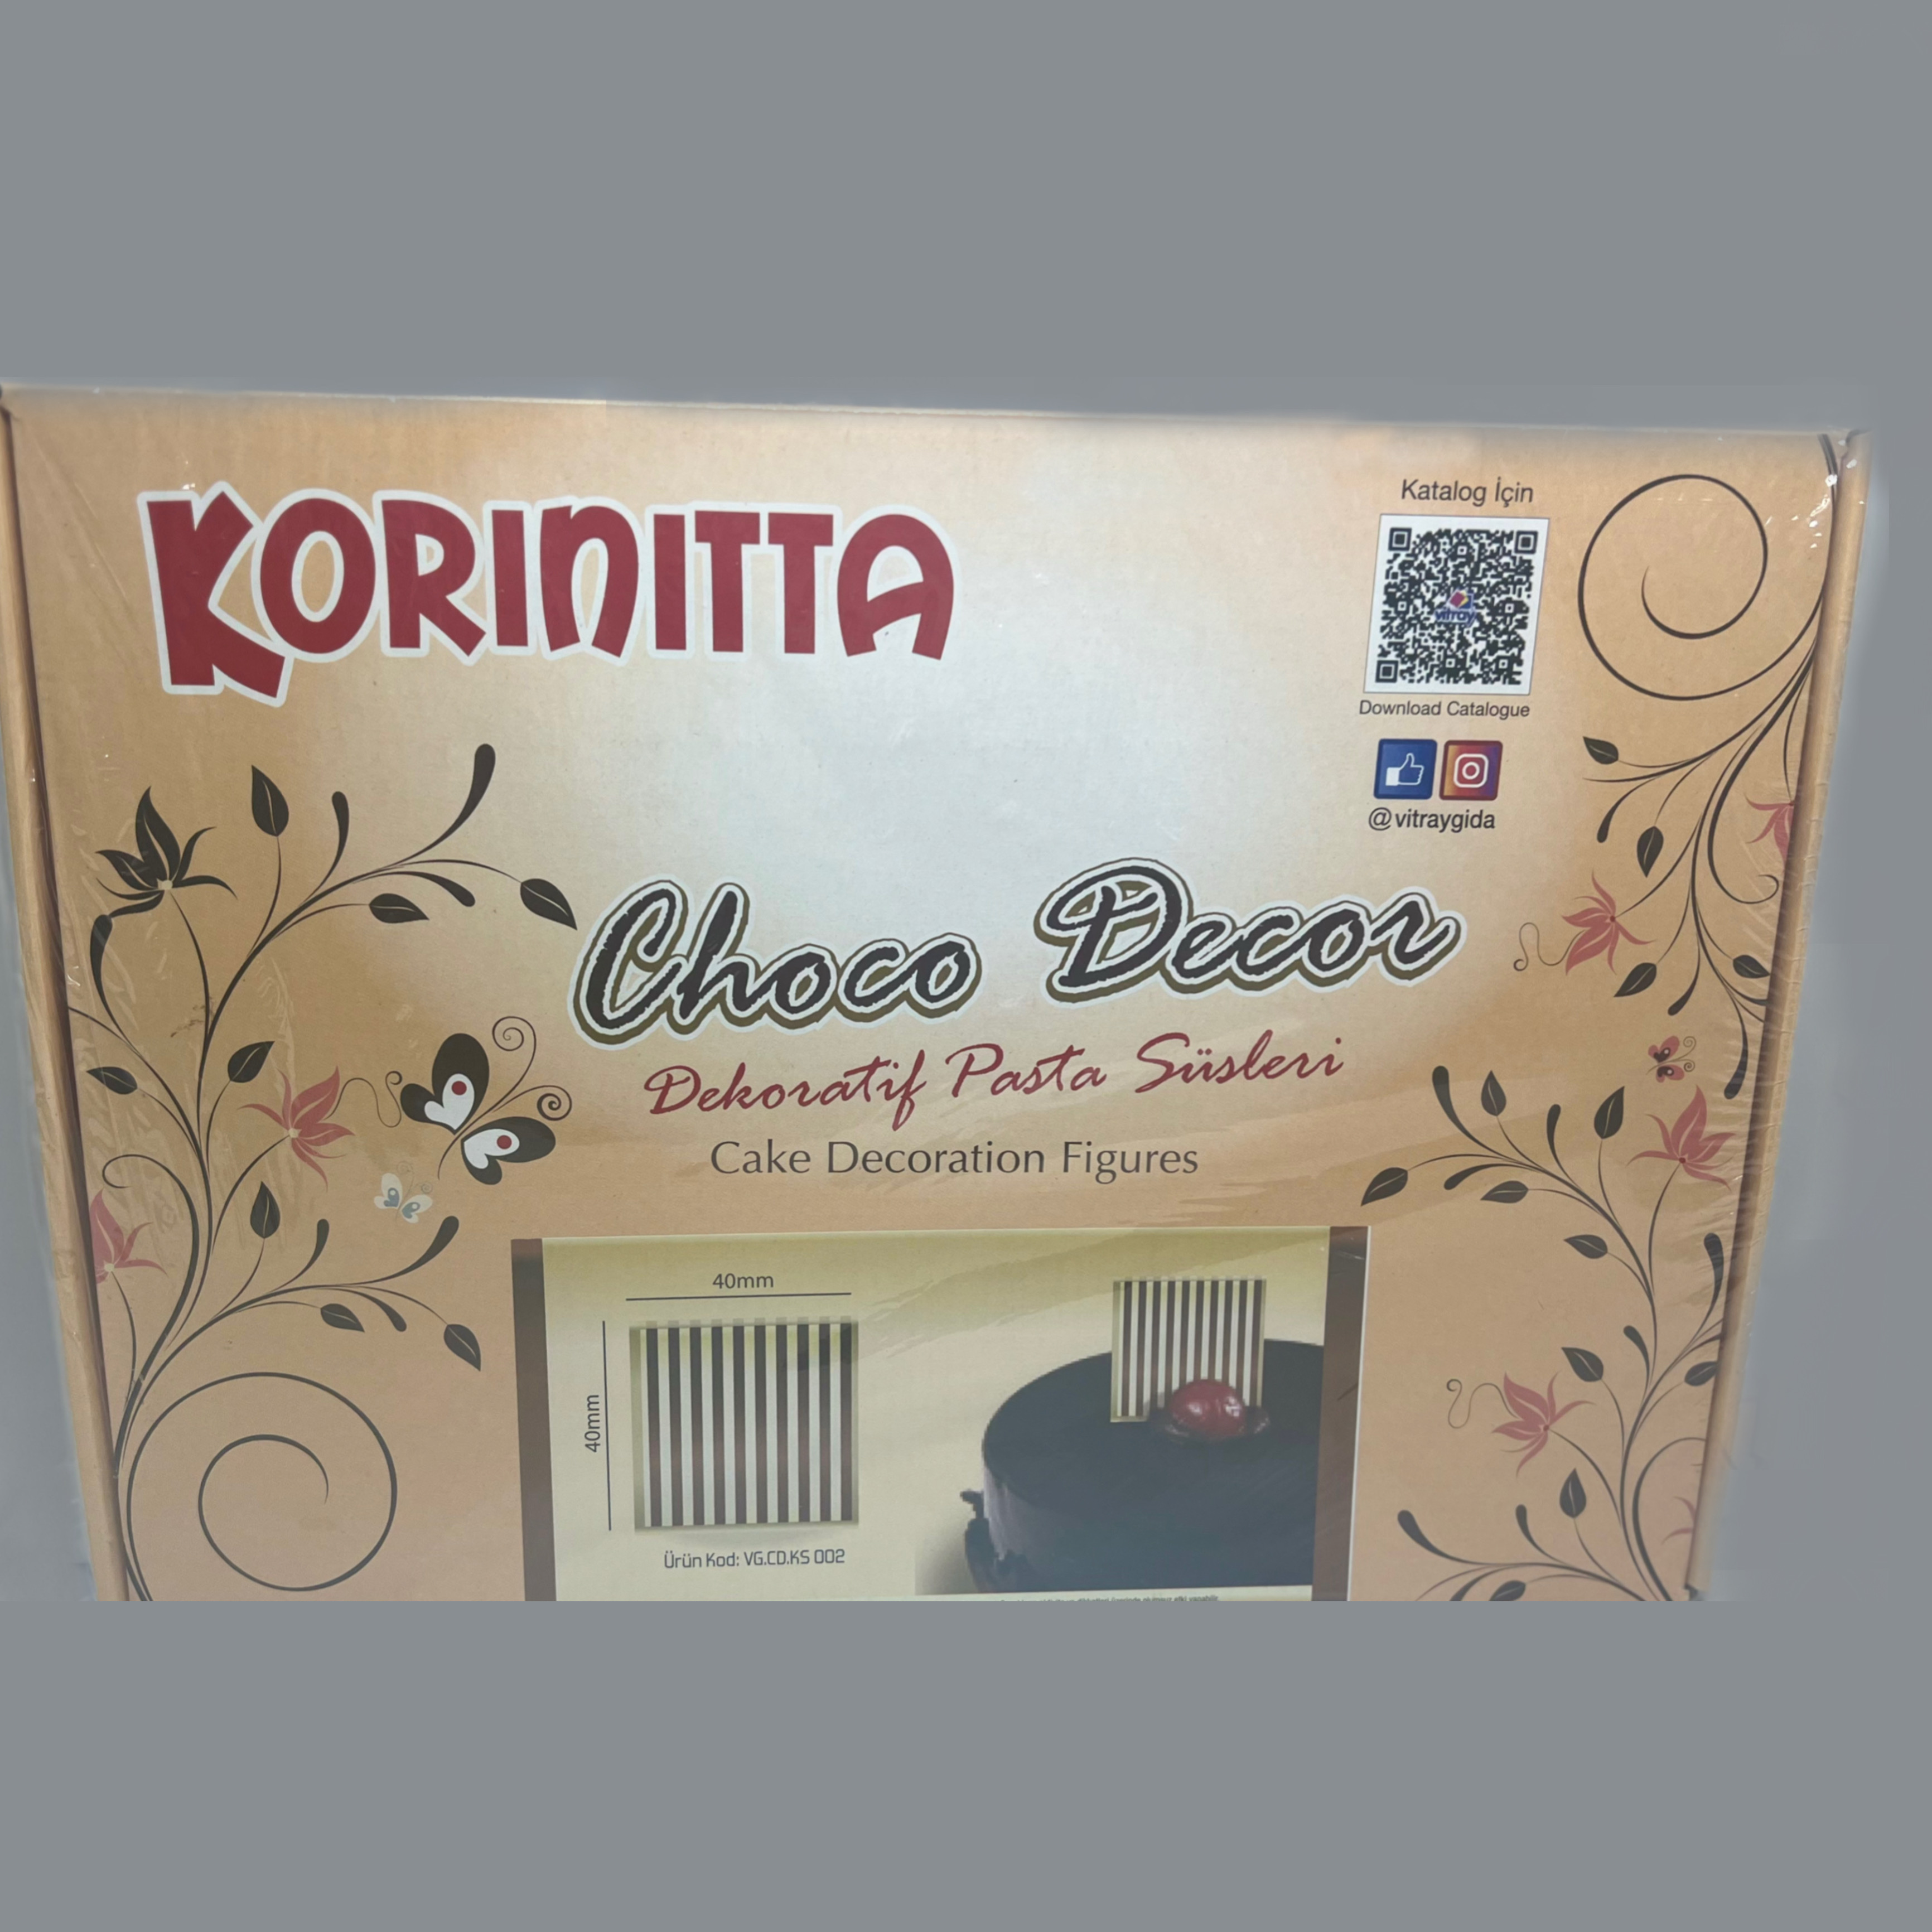 KORINITTA
Katalog İçin
vitray
Download Catalogue
@vitraygida
Choco Decor
Dekoratif Pasta Süsleri
Cake Decoration Figures
40mm
40mm
Ürün Kod: VG.CD.KS 002